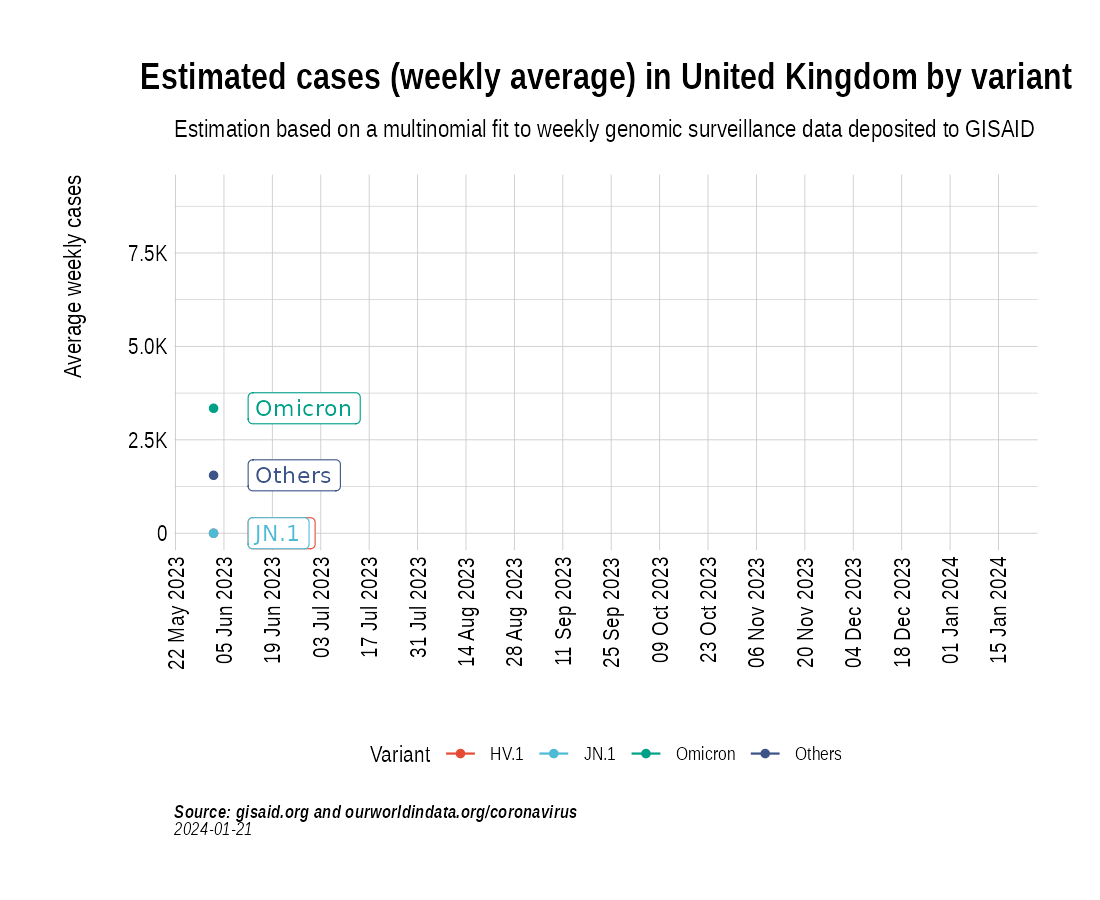 Estimated cases (weekly average) in United Kingdom by variant
Estimation based on a multinomial fit to weekly genomic surveillance data deposited to GISAID
Average weekly cases
7.5K
5.0K
2.5K
0
Omicron
Others
JN.1
22 May 2023
05 Jun 2023
19 Jun 2023
03 Jul 2023
17 Jul 2023
31 Jul 2023
14 Aug 2023
28 Aug 2023
11 Sep 2023
25 Sep 2023
09 Oct 2023
23 Oct 2023
06 Nov 2023
20 Nov 2023
04 Dec 2023
18 Dec 2023
01 Jan 2024
15 Jan 2024
Variant HV.1 JN.1 Omicron Others
Source: gisaid.org and ourworldindata.org/coronavirus
2024-01-21